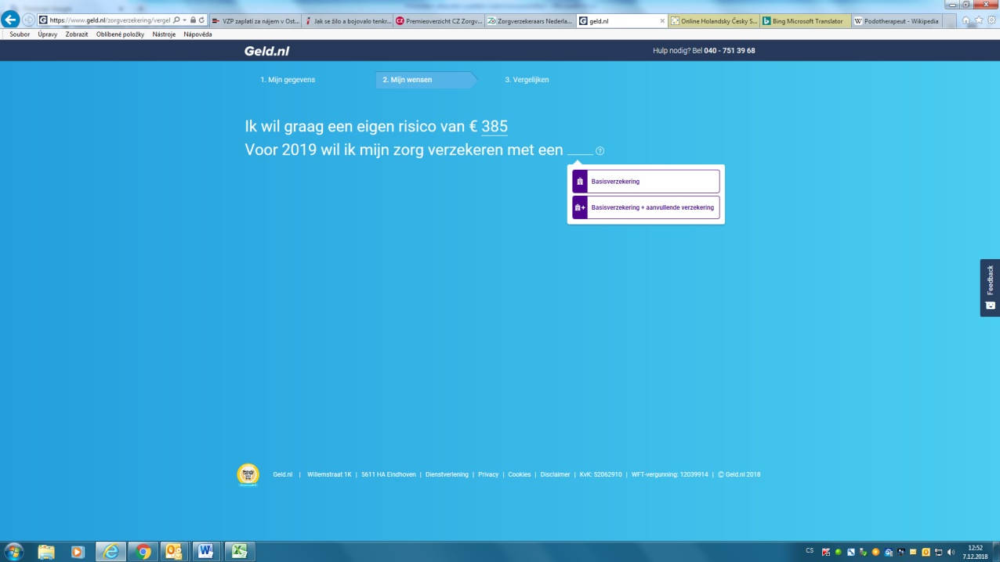 https://www.geld.nl/zorgverzekering/vergel
VZP zaplatí za nájem v Ost...
Jak se žilo a bojovalo tenkr...
Premieoverzicht CZ Zorgv...
Zorgverzekeraars Nederla...
geld.nl
Online Holandsky Česky S...
Bing Microsoft Translator
Podotherapeut - Wikipedia
Soubor Úpravy Zobrazit Oblíbené položky Nástroje Nápověda
Geld.nl
Hulp nodig? Bel 040 - 751 39 68
1. Mijn gegevens
2. Mijn wensen
3. Vergelijken
Ik wil graag een eigen risico van € 385
Voor 2019 wil ik mijn zorg verzekeren met een
Basisverzekering
Basisverzekering + aanvullende verzekering
Feedback
Geld.nl | Willemstraat 1K | 5611 HA Eindhoven | Dienstverlening | Privacy | Cookies | Disclaimer | KvK: 52062910 | WFT-vergunning: 12039914 | © Geld.nl 2018
CS
12:52
7.12.2018